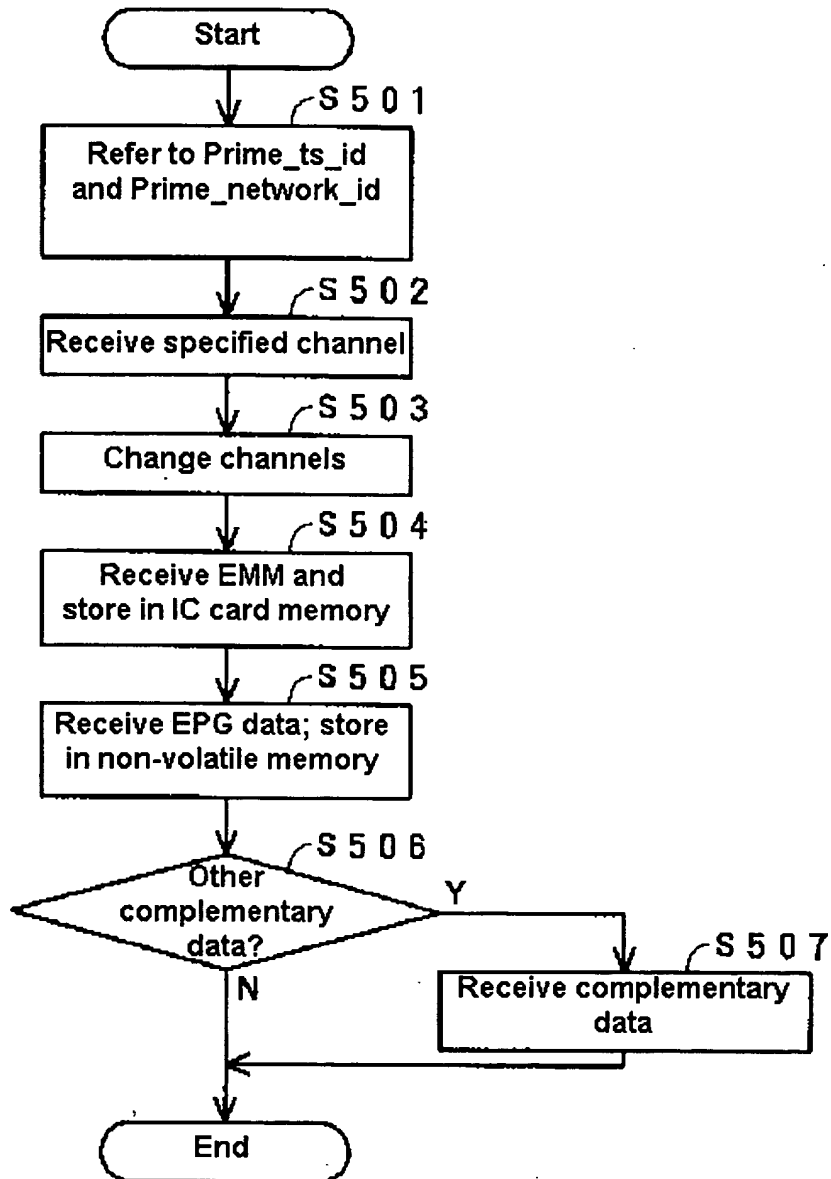 Start
S501
Refer to Prime_ts_id
and Prime_network_id
S502
Receive specified channel
S503
Change channels
S504
Receive EMM and
store in IC card memory
S505
Receive EPG data; store
in non-volatile memory
S506
Other
complementary
data?
Y
N
S507
Receive complementary
data
End